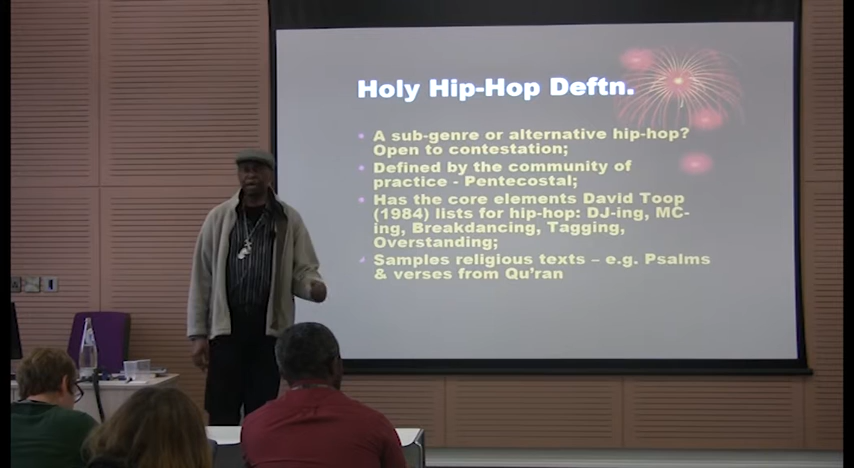 Holy Hip-Hop Deftn.
• A sub-genre or alternative hip-hop?
Open to contestation;
• Defined by the community of
practice - Pentecostal;
• Has the core elements David Toop
(1984) lists for hip-hop: DJ-ing, MC-
ing, Breakdancing, Tagging,
Overstanding;
• Samples religious texts – e.g. Psalms
& verses from Qu'ran